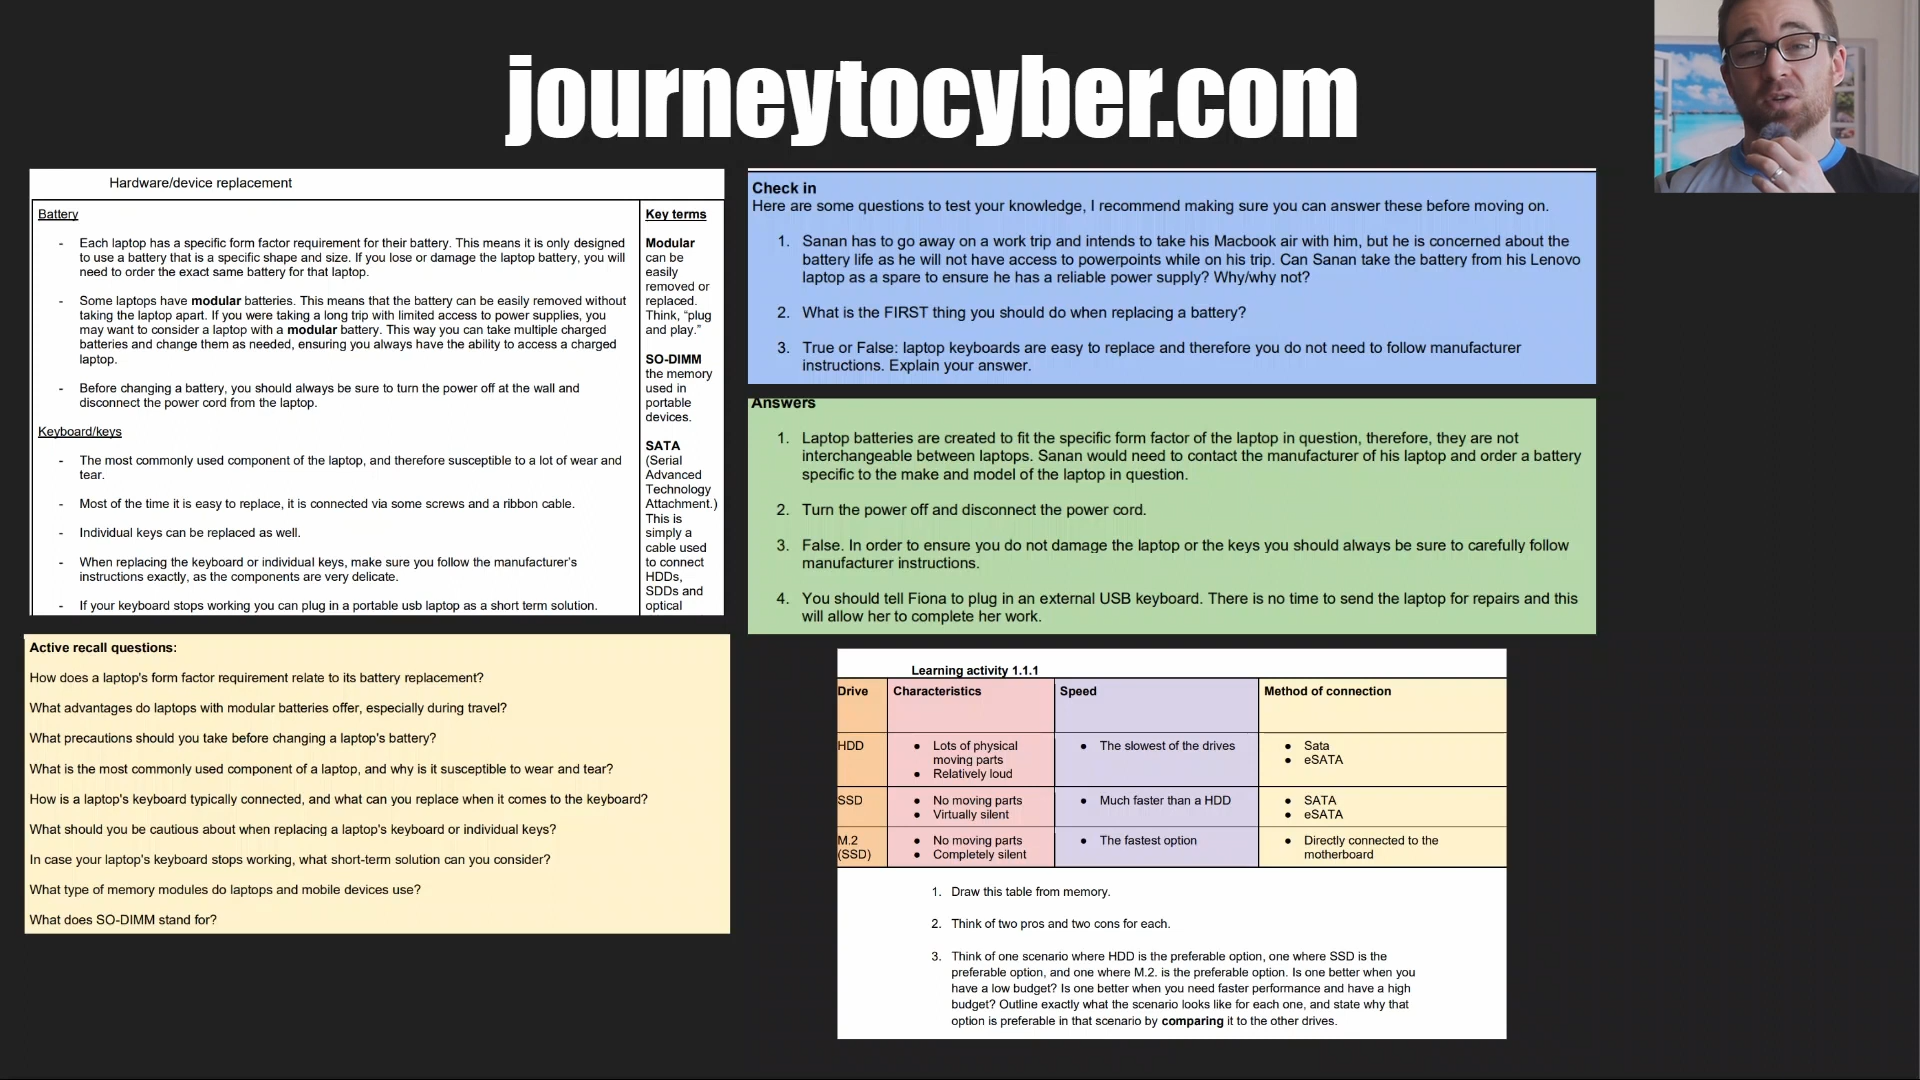 journeytocyber.com
Hardware/device replacement
Battery
- Each laptop has a specific form factor requirement for their battery. This means it is only designed
to use a battery that is a specific shape and size. If you lose or damage the laptop battery, you will
need to order the exact same battery for that laptop.
- Some laptops have modular batteries. This means that the battery can be easily removed without
taking the laptop apart. If you were taking a long trip with limited access to power supplies, you
may want to consider a laptop with a modular battery. This way you can take multiple charged
batteries and change them as needed, ensuring you always have the ability to access a charged
laptop.
- Before changing a battery, you should always be sure to turn the power off at the wall and
disconnect the power cord from the laptop.
Keyboard/keys
- The most commonly used component of the laptop, and therefore susceptible to a lot of wear and
tear.
- Most of the time it is easy to replace, it is connected via some screws and a ribbon cable.
- Individual keys can be replaced as well.
- When replacing the keyboard or individual keys, make sure you follow the manufacturer's
instructions exactly, as the components are very delicate.
- If your keyboard stops working you can plug in a portable usb laptop as a short term solution.
Key terms
Modular
can be
easily
removed or
replaced.
Think, “plug
and play.”
SO-DIMM
the memory
used in
portable
devices.
SATA
(Serial
Advanced
Technology
Attachment.)
This is
simply a
cable used
to connect
HDDs,
SDDs and
optical
Check in
Here are some questions to test your knowledge, I recommend making sure you can answer these before moving on.
1. Sanan has to go away on a work trip and intends to take his Macbook air with him, but he is concerned about the
battery life as he will not have access to powerpoints while on his trip. Can Sanan take the battery from his Lenovo
laptop as a spare to ensure he has a reliable power supply? Why/why not?
2. What is the FIRST thing you should do when replacing a battery?
3. True or False: laptop keyboards are easy to replace and therefore you do not need to follow manufacturer
instructions. Explain your answer.
Answers
1. Laptop batteries are created to fit the specific form factor of the laptop in question, therefore, they are not
interchangeable between laptops. Sanan would need to contact the manufacturer of his laptop and order a battery
specific to the make and model of the laptop in question.
2. Turn the power off and disconnect the power cord.
3. False. In order to ensure you do not damage the laptop or the keys you should always be sure to carefully follow
manufacturer instructions.
4. You should tell Fiona to plug in an external USB keyboard. There is no time to send the laptop for repairs and this
will allow her to complete her work.
Active recall questions:
How does a laptop's form factor requirement relate to its battery replacement?
What advantages do laptops with modular batteries offer, especially during travel?
What precautions should you take before changing a laptop's battery?
What is the most commonly used component of a laptop, and why is it susceptible to wear and tear?
How is a laptop's keyboard typically connected, and what can you replace when it comes to the keyboard?
What should you be cautious about when replacing a laptop's keyboard or individual keys?
In case your laptop's keyboard stops working, what short-term solution can you consider?
What type of memory modules do laptops and mobile devices use?
What does SO-DIMM stand for?
Learning activity 1.1.1
Drive Characteristics Speed Method of connection
HDD ● Lots of physical ● The slowest of the drives ● Sata
moving parts ● eSATA
● Relatively loud
SSD ● No moving parts ● Much faster than a HDD ● SATA
● Virtually silent ● eSATA
M.2 ● No moving parts ● The fastest option ● Directly connected to the
(SSD) ● Completely silent motherboard
1. Draw this table from memory.
2. Think of two pros and two cons for each.
3. Think of one scenario where HDD is the preferable option, one where SSD is the
preferable option, and one where M.2. is the preferable option. Is one better when you
have a low budget? Is one better when you need faster performance and have a high
budget? Outline exactly what the scenario looks like for each one, and state why that
option is preferable in that scenario by comparing it to the other drives.